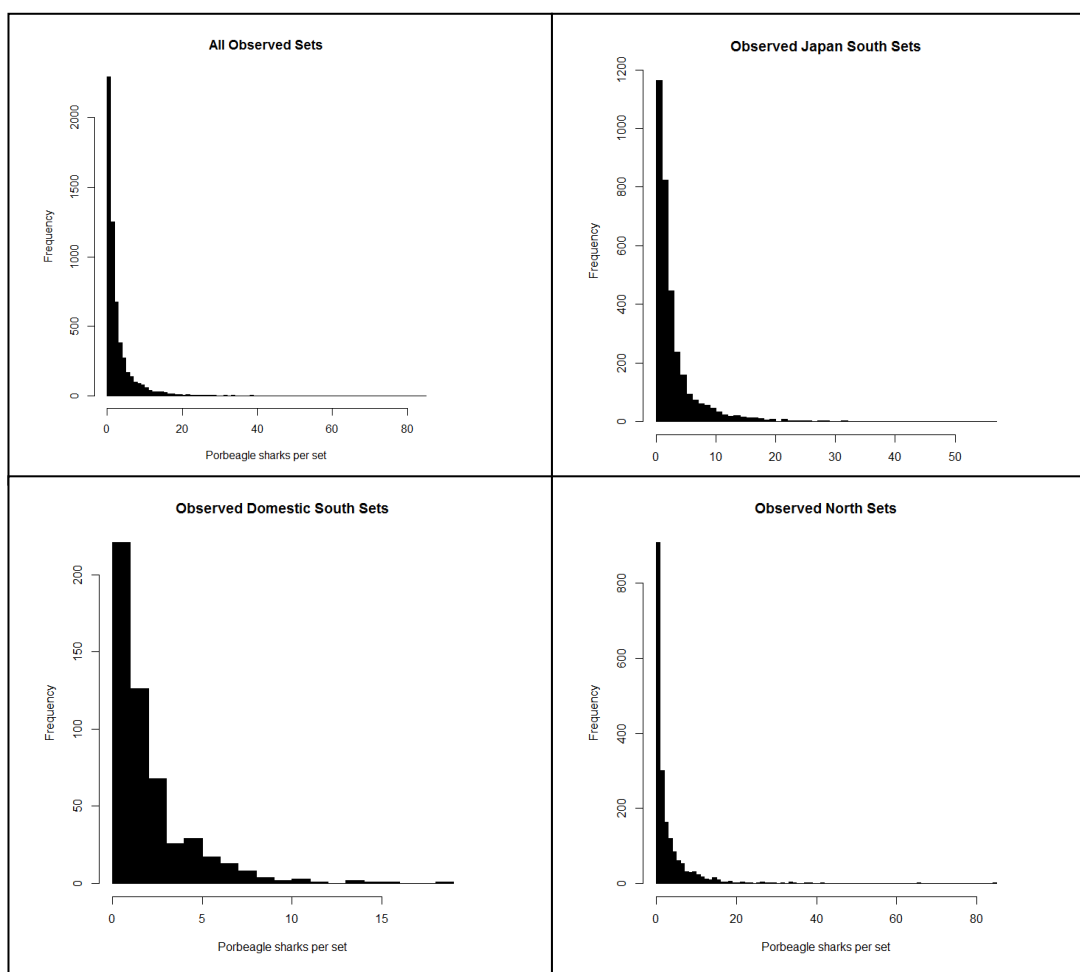 All Observed Sets
Frequency
0 500 1000 1500 2000
0 20 40 60 80
Porbeagle sharks per set
Observed Japan South Sets
Frequency
0 200 400 600 800 1000 1200
0 10 20 30 40 50
Observed Domestic South Sets
Frequency
0 50 100 150 200
0 5 10 15
Porbeagle sharks per set
Observed North Sets
Frequency
0 200 400 600 800
0 20 40 60 80
Porbeagle sharks per set